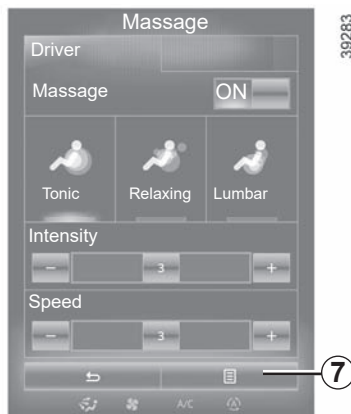 Massage
39283
Driver
Massage ON
Tonic Relaxing Lumbar
Intensity
- 3 +
Speed
- 3 +
7
A/C